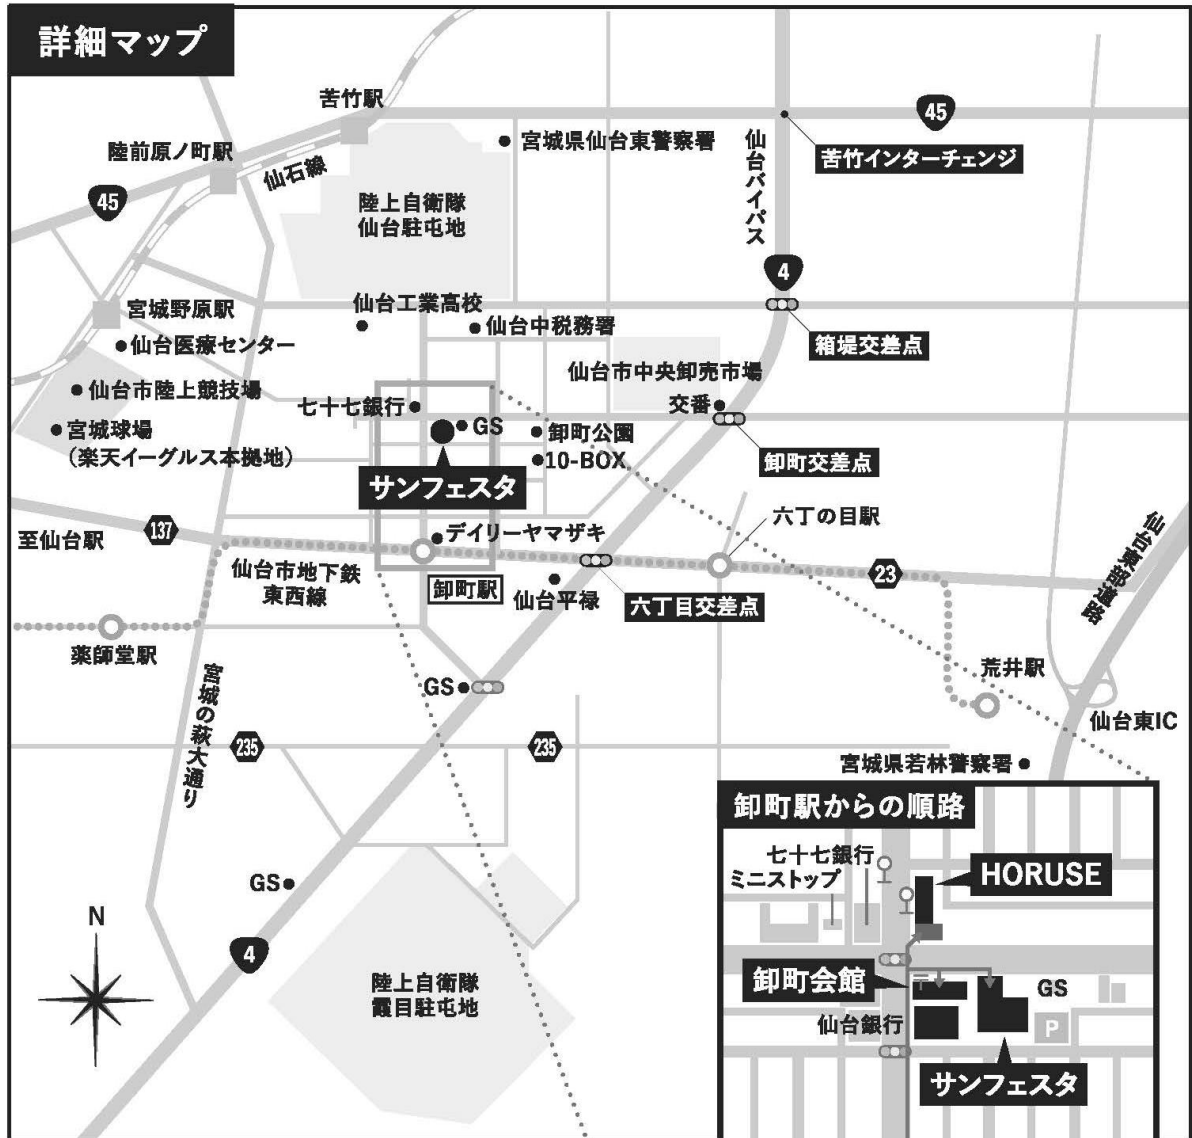 詳細マップ
苦竹駅
45
陸前原ノ町駅
仙石線
宮城県仙台東警察署
仙台バイパス
苦竹インターチェンジ
45
陸上自衛隊
仙台駐屯地
4
宮城野原駅
仙台工業高校
仙台中税務署
仙台医療センター
箱堤交差点
仙台市中央卸売市場
仙台市陸上競技場
七十七銀行
GS
交番
宮城球場
(楽天イーグルス本拠地)
卸町公園
10-BOX
卸町交差点
サンフェスタ
137
至仙台駅
デイリーヤマザキ
六丁の目駅
仙台東部道路
仙台市地下鉄
東西線
卸町駅
仙台平禄
六丁目交差点
23
薬師堂駅
宮城の萩大通り
GS
荒井駅
仙台東IC
235
235
宮城県若林警察署
GS
N
4
陸上自衛隊
霞目駐屯地
卸町駅からの順路
七十七銀行
ミニストップ
HORUSE
卸町会館
GS
仙台銀行
P
サンフェスタ